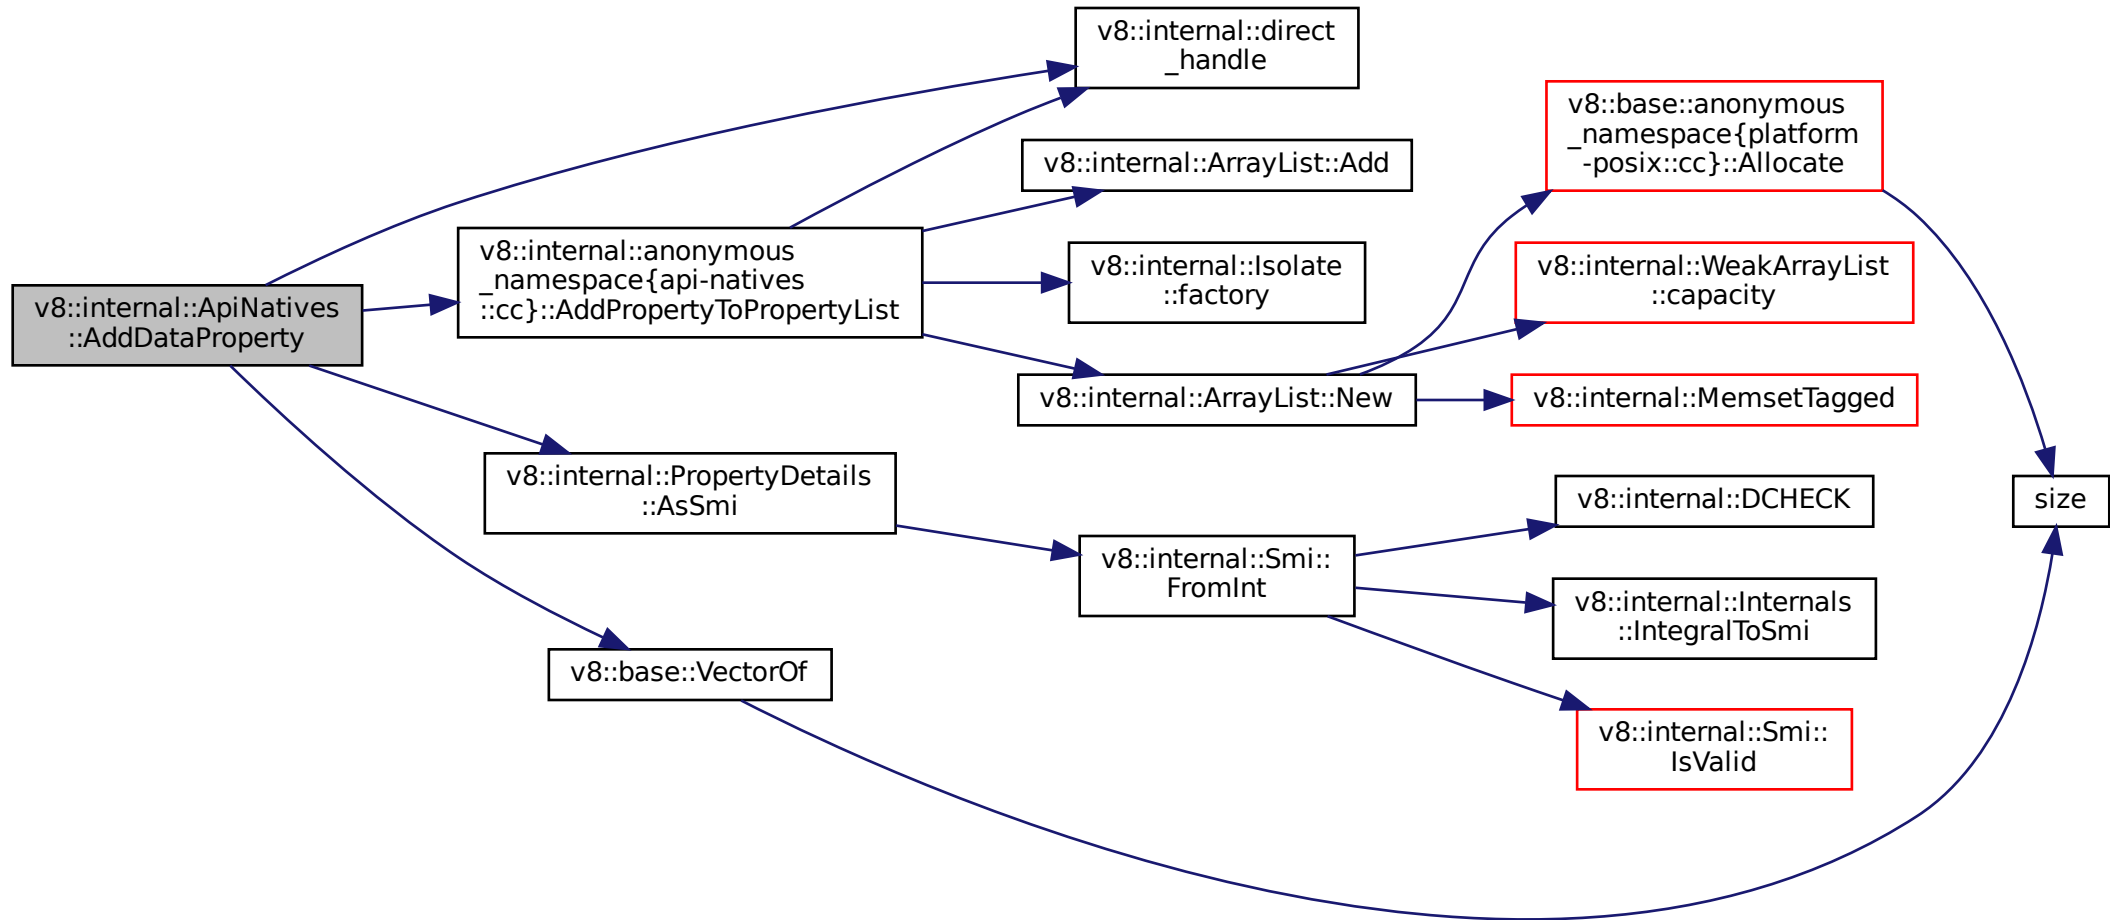 v8::internal::ApiNatives
::AddDataProperty
v8::internal::direct
_handle
v8::internal::anonymous
_namespace{api-natives
::cc}::AddPropertyToPropertyList
v8::internal::ArrayList::Add
v8::internal::Isolate
::factory
v8::internal::ArrayList::New
v8::base::anonymous
_namespace{platform
-posix::cc}::Allocate
v8::internal::WeakArrayList
::capacity
v8::internal::MemsetTagged
size
v8::internal::PropertyDetails
::AsSmi
v8::internal::Smi::
FromInt
v8::internal::DCHECK
v8::internal::Internals
::IntegralToSmi
v8::internal::Smi::
IsValid
v8::base::VectorOf